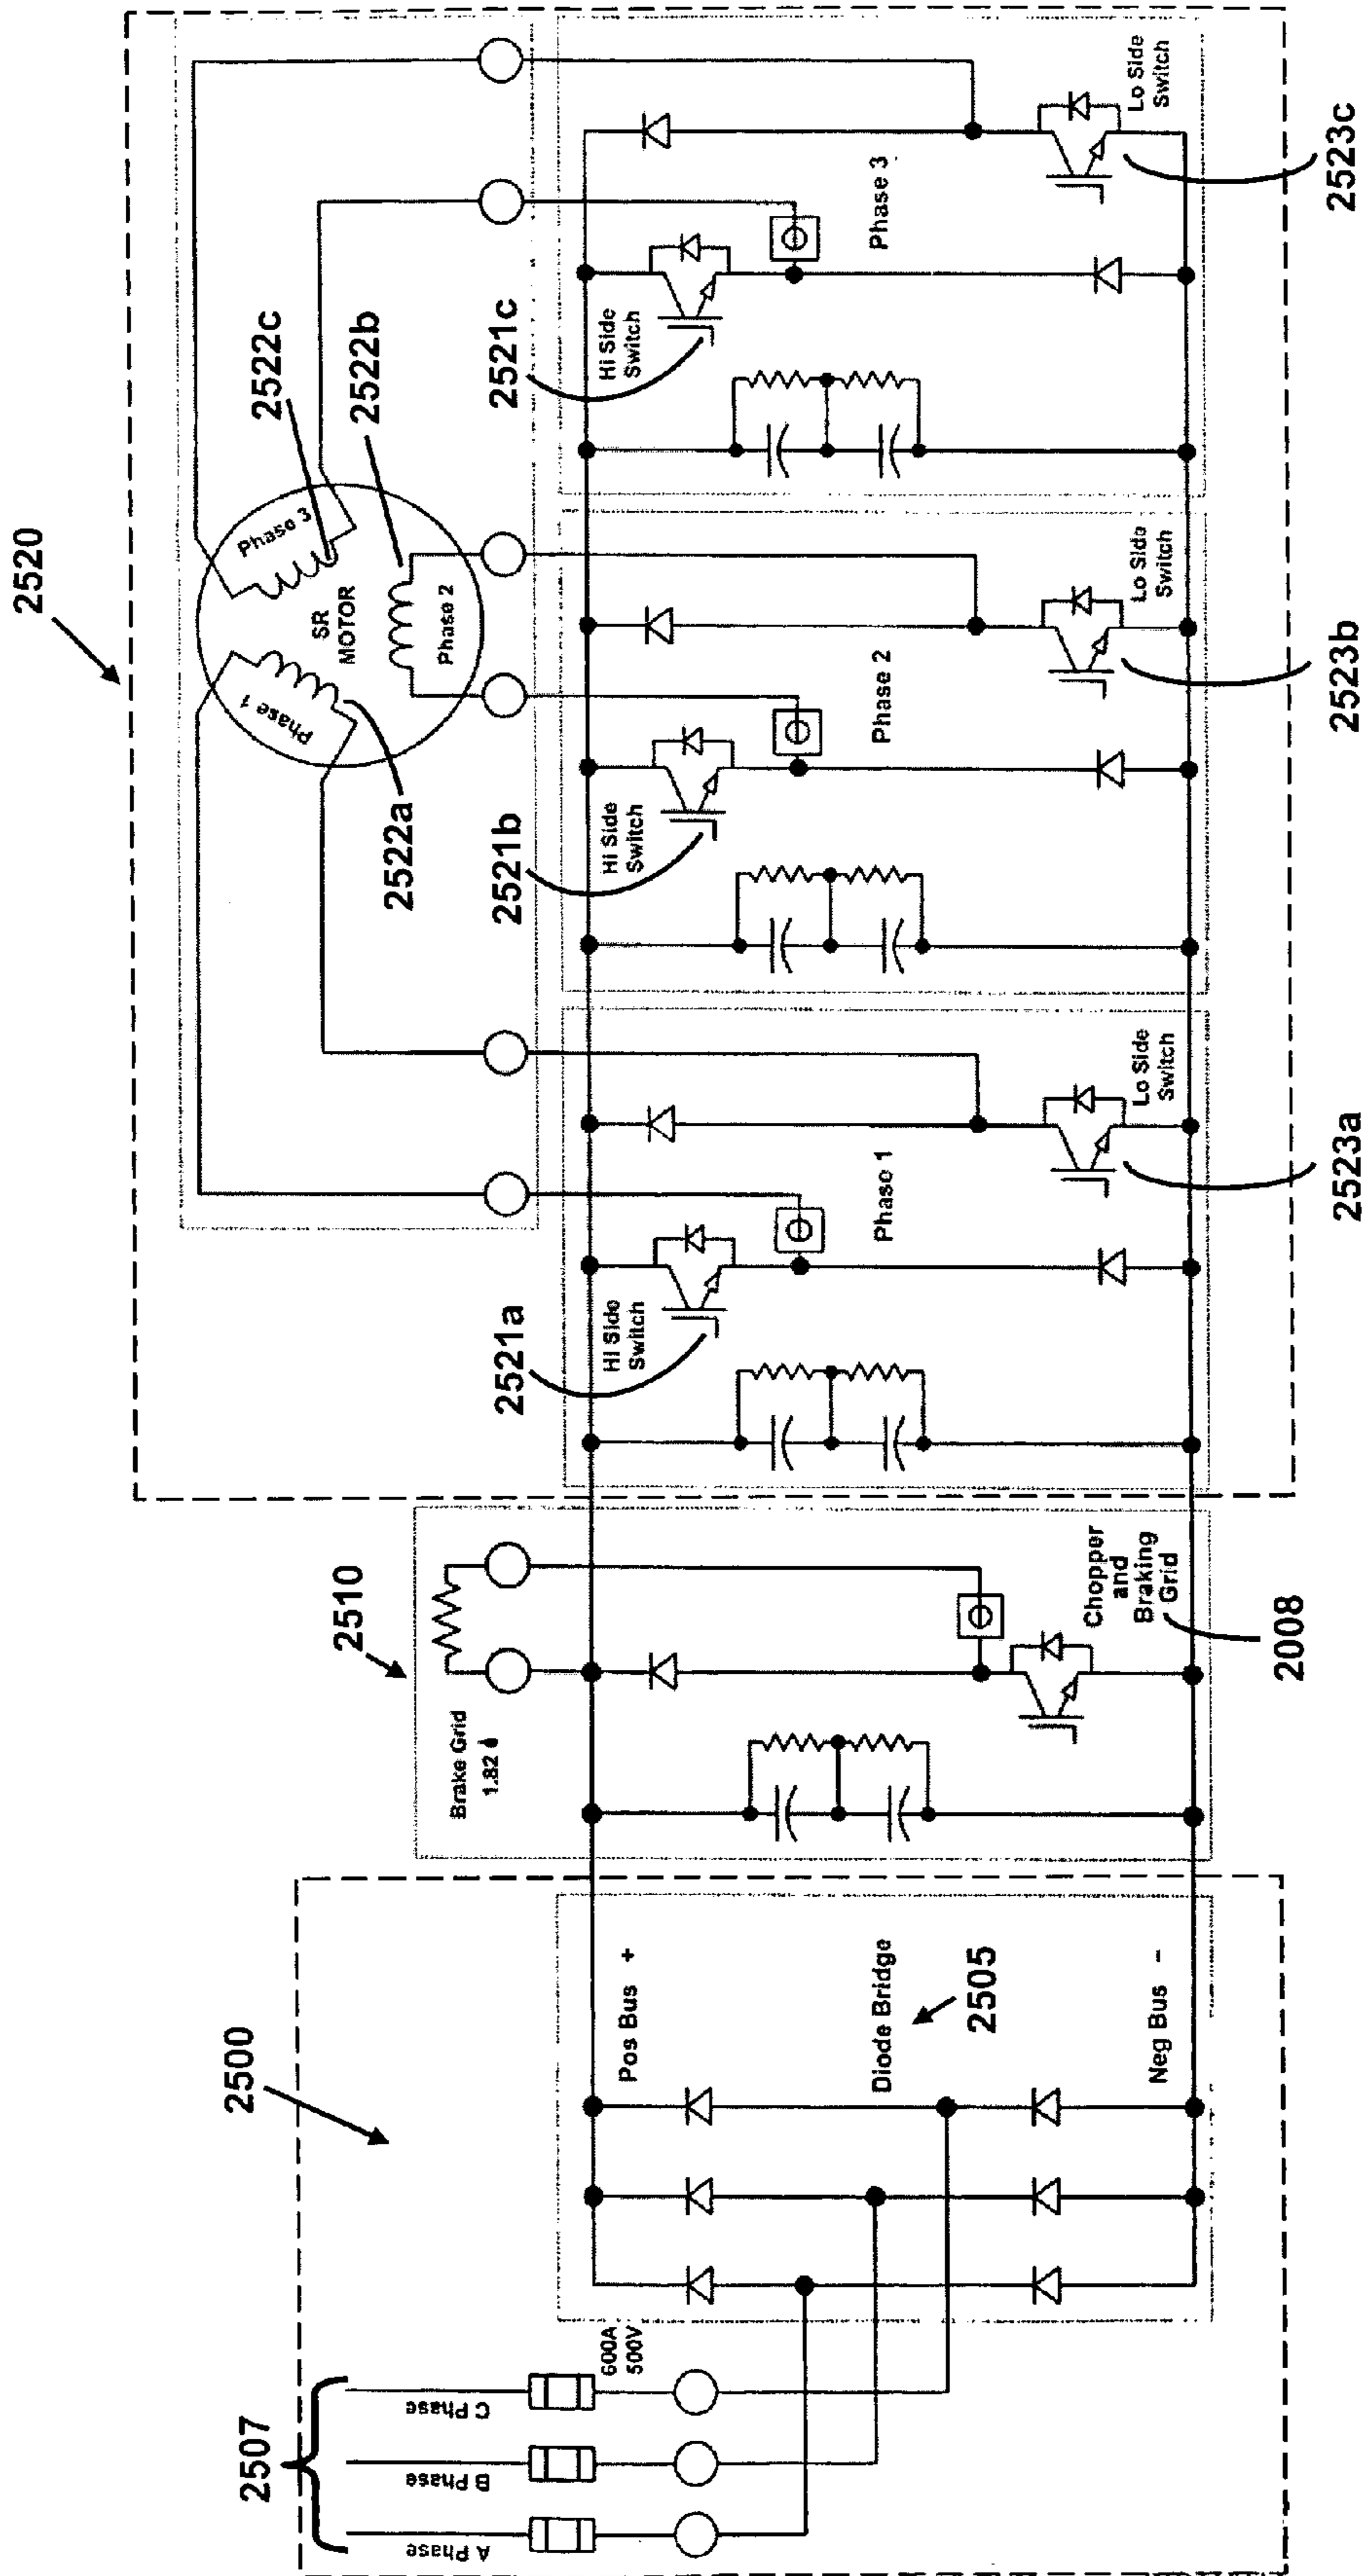 2507
A Phase
B Phase
C Phase
600A
500V
2500
Pos Bus +
Diode Bridge
2505
Neg Bus -
2510
Brake Grid
1.82
Chopper
and
Braking
Grid
2008
2520
2521a
Hi Side
Switch
Phase 1
Lo Side
Switch
2523a
2522a
Phase 1
SR
MOTOR
Phase 2
Phase 3
2522c
2522b
2521b
Hi Side
Switch
Phase 2
Lo Side
Switch
2523b
2521c
Hi Side
Switch
Phase 3
Lo Side
Switch
2523c